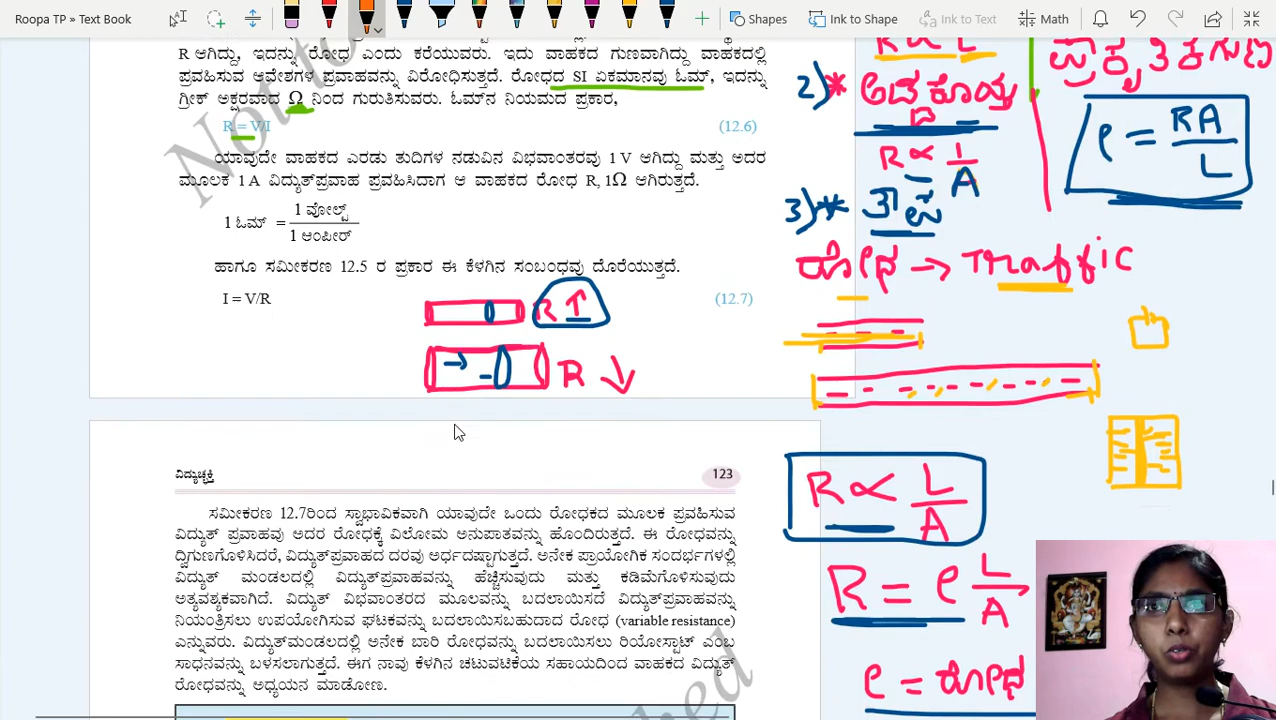 Roopa TP » Text Book
Shapes
Ink to Shape
Ink to Text
Math
R ಆಗಿದ್ದು, ಇದನ್ನು ರೋಧ ಎಂದು ಕರೆಯುವರು. ಇದು ವಾಹಕದ ಗುಣವಾಗಿದ್ದು ವಾಹಕದಲ್ಲಿ
ಪ್ರವಹಿಸುವ ಆವೇಶಗಳ ಪ್ರವಾಹವನ್ನು ವಿರೋಧಿಸುತ್ತದೆ. ರೋಧದ SI ಏಕಮಾನವು ಓಮ್, ಇದನ್ನು
ಗ್ರೀಕ್ ಅಕ್ಷರವಾದ Ω ನಿಂದ ಗುರುತಿಸುವರು. ಓಮ್‌ನ ನಿಯಮದ ಪ್ರಕಾರ,
R = V/I (12.6)
ಯಾವುದೇ ವಾಹಕದ ಎರಡು ತುದಿಗಳ ನಡುವಿನ ವಿಭವಾಂತರವು 1 V ಆಗಿದ್ದು ಮತ್ತು ಅದರ
ಮೂಲಕ 1 A ವಿದ್ಯುತ್‌ಪ್ರವಾಹ ಪ್ರವಹಿಸಿದಾಗ ಆ ವಾಹಕದ ರೋಧ R, 1Ω ಆಗಿರುತ್ತದೆ.
1 ಓಮ್ = 1 ವೋಲ್ಟ್
1 ಆಂಪೀರ್
ಹಾಗೂ ಸಮೀಕರಣ 12.5 ರ ಪ್ರಕಾರ ಈ ಕೆಳಗಿನ ಸಂಬಂಧವು ದೊರೆಯುತ್ತದೆ.
I = V/R (12.7)
R ↑
R ↓
ವಿದ್ಯುಚ್ಛಕ್ತಿ 123
ಸಮೀಕರಣ 12.7ರಿಂದ ಸ್ವಾಭಾವಿಕವಾಗಿ ಯಾವುದೇ ಒಂದು ರೋಧಕದ ಮೂಲಕ ಪ್ರವಹಿಸುವ
ವಿದ್ಯುತ್ ಪ್ರವಾಹವು ಅದರ ರೋಧಕ್ಕೆ ವಿಲೋಮ ಅನುಪಾತವನ್ನು ಹೊಂದಿರುತ್ತದೆ. ಈ ರೋಧವನ್ನು
ದ್ವಿಗುಣಗೊಳಿಸಿದರೆ, ವಿದ್ಯುತ್‌ಪ್ರವಾಹದ ದರವು ಅರ್ಧದಷ್ಟಾಗುತ್ತದೆ. ಅನೇಕ ಪ್ರಾಯೋಗಿಕ ಸಂದರ್ಭಗಳಲ್ಲಿ
ವಿದ್ಯುತ್ ಮಂಡಲದಲ್ಲಿ ವಿದ್ಯುತ್‌ಪ್ರವಾಹವನ್ನು ಹೆಚ್ಚಿಸುವುದು ಮತ್ತು ಕಡಿಮೆಗೊಳಿಸುವುದು
ಅವಶ್ಯಕವಾಗಿದೆ. ವಿದ್ಯುತ್ ವಿಭವಾಂತರದ ಮೂಲವನ್ನು ಬದಲಾಯಿಸದೆ ವಿದ್ಯುತ್‌ಪ್ರವಾಹವನ್ನು
ನಿಯಂತ್ರಿಸಲು ಉಪಯೋಗಿಸುವ ಘಟಕವನ್ನು ಬದಲಾಯಿಸಬಹುದಾದ ರೋಧ (variable resistance)
ಎನ್ನುವರು. ವಿದ್ಯುತ್‌ಮಂಡಲದಲ್ಲಿ ಅನೇಕ ಬಾರಿ ರೋಧವನ್ನು ಬದಲಾಯಿಸಲು ರಿಯೋಸ್ಟಾಟ್ ಎಂಬ
ಸಾಧನವನ್ನು ಬಳಸಲಾಗುತ್ತದೆ. ಈಗ ನಾವು ಕೆಳಗಿನ ಚಟುವಟಿಕೆಯ ಸಹಾಯದಿಂದ ವಾಹಕದ ವಿದ್ಯುತ್
ರೋಧವನ್ನು ಅಧ್ಯಯನ ಮಾಡೋಣ.
R ∝ L
2)* ಅಡ್ಡಕೊಯ್ತ
R ∝ 1/A
3)* ತಾಪ
ರೋಧ → Traffic
R ∝ L/A
R = ρ L/A
ρ = ರೋಧ
ρ = RA/L